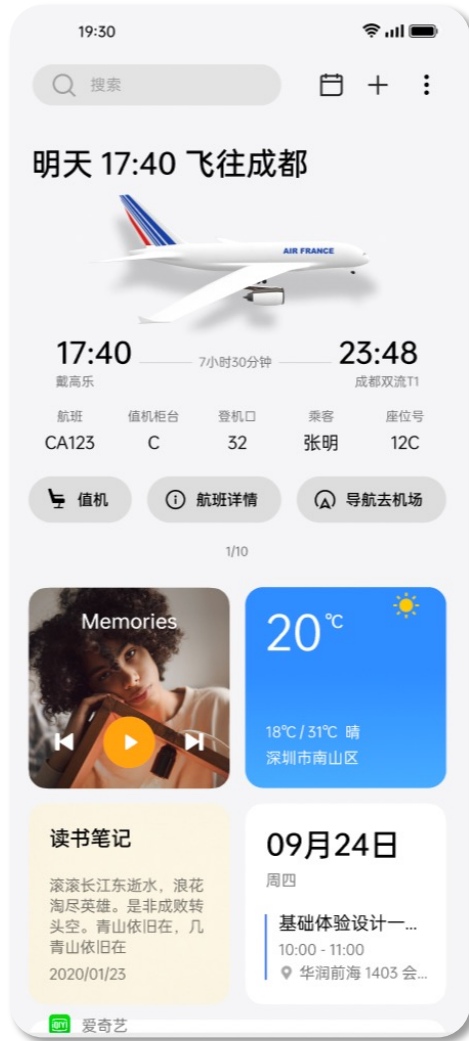 19:30
搜索
明天 17:40 飞往成都
AIR FRANCE
17:40 7小时30分钟 23:48
戴高乐 成都双流T1
航班 值机柜台 登机口 乘客 座位号
CA123 C 32 张明 12C
值机 航班详情 导航去机场
1/10
Memories
20℃
18℃ / 31℃ 晴
深圳市南山区
读书笔记
滚滚长江东逝水，浪花
淘尽英雄。是非成败转
头空。青山依旧在，几
青山依旧在
2020/01/23
09月24日
周四
基础体验设计一...
10:00 - 11:00
华润前海 1403 会...
爱奇艺